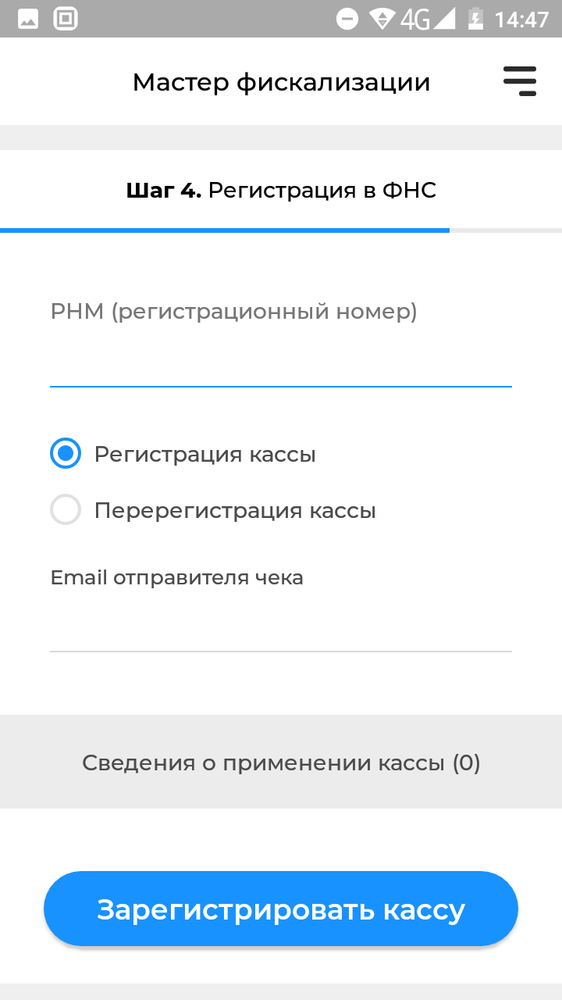 4G 14:47
Мастер фискализации
Шаг 4. Регистрация в ФНС
РНМ (регистрационный номер)
Регистрация кассы
Перерегистрация кассы
Email отправителя чека
Сведения о применении кассы (0)
Зарегистрировать кассу